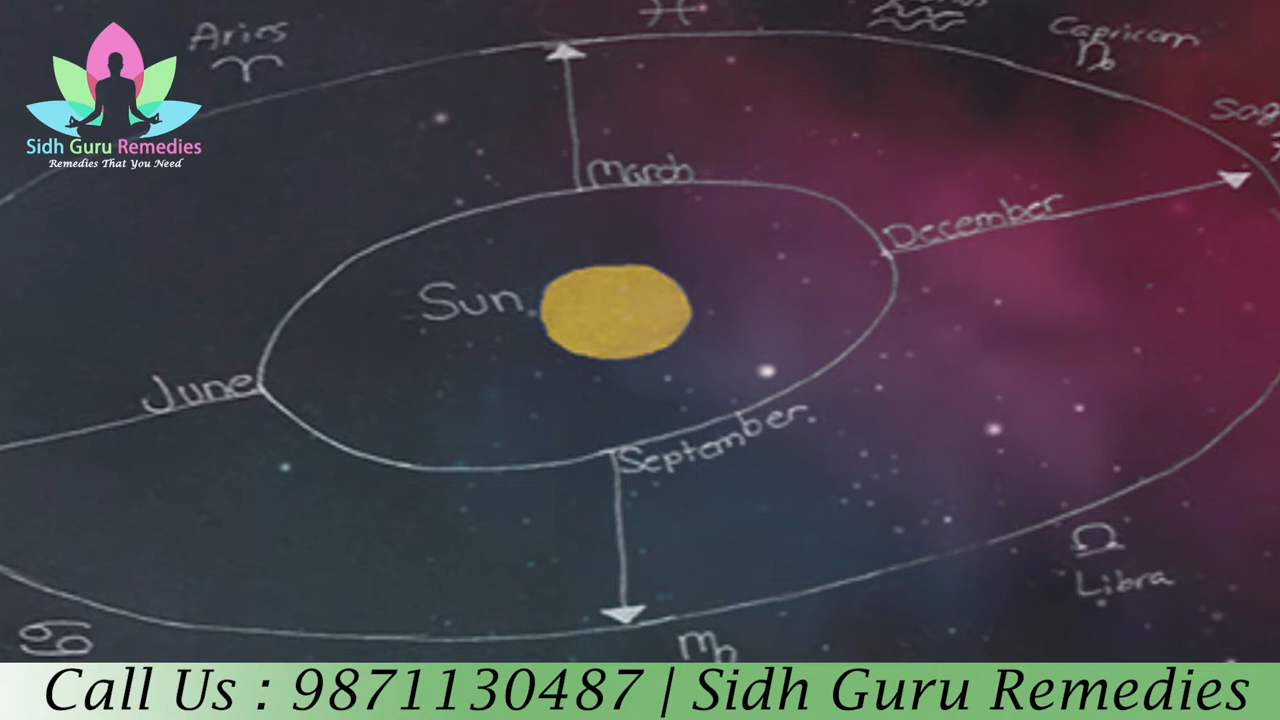 Aries
Capricorn
Sidh Guru Remedies
Remedies That You Need
March
December
Sun
June
September.
Libra
Call Us : 9871130487 | Sidh Guru Remedies